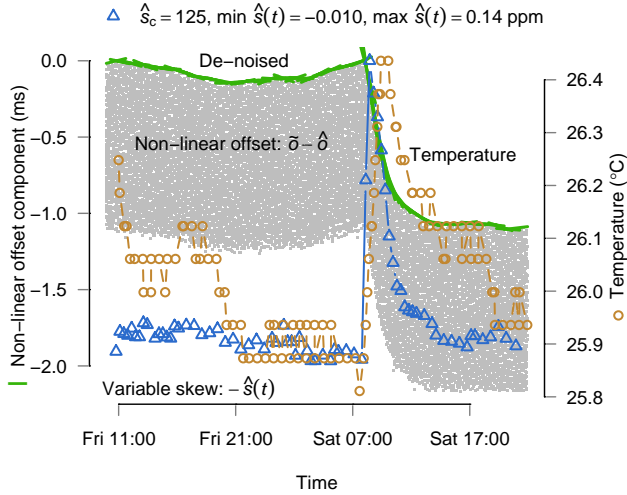 ŝc = 125, min ŝ(t) = −0.010, max ŝ(t) = 0.14 ppm
De−noised
Non−linear offset: õ − ô
Temperature
Variable skew: − ŝ(t)
Non−linear offset component (ms)
0.0
−0.5
−1.0
−1.5
−2.0
26.4
26.3
26.2
26.1
26.0
25.9
25.8
Temperature (°C)
Fri 11:00
Fri 21:00
Sat 07:00
Sat 17:00
Time